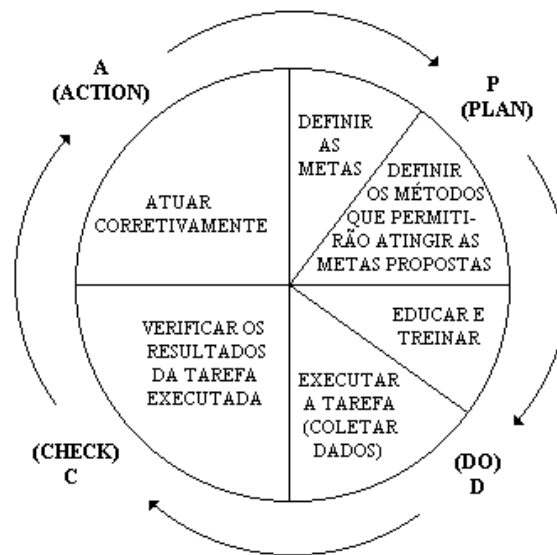 A
(ACTION)
P
(PLAN)
DEFINIR
AS
METAS
DEFINIR
OS MÉTODOS
QUE PERMITI-
RÃO ATINGIR AS
METAS PROPOSTAS
ATUAR
CORRETIVAMENTE
EDUCAR E
TREINAR
VERIFICAR OS
RESULTADOS
DA TAREFA
EXECUTADA
EXECUTAR
A TAREFA
(COLETAR
DADOS)
(CHECK)
C
(DO)
D